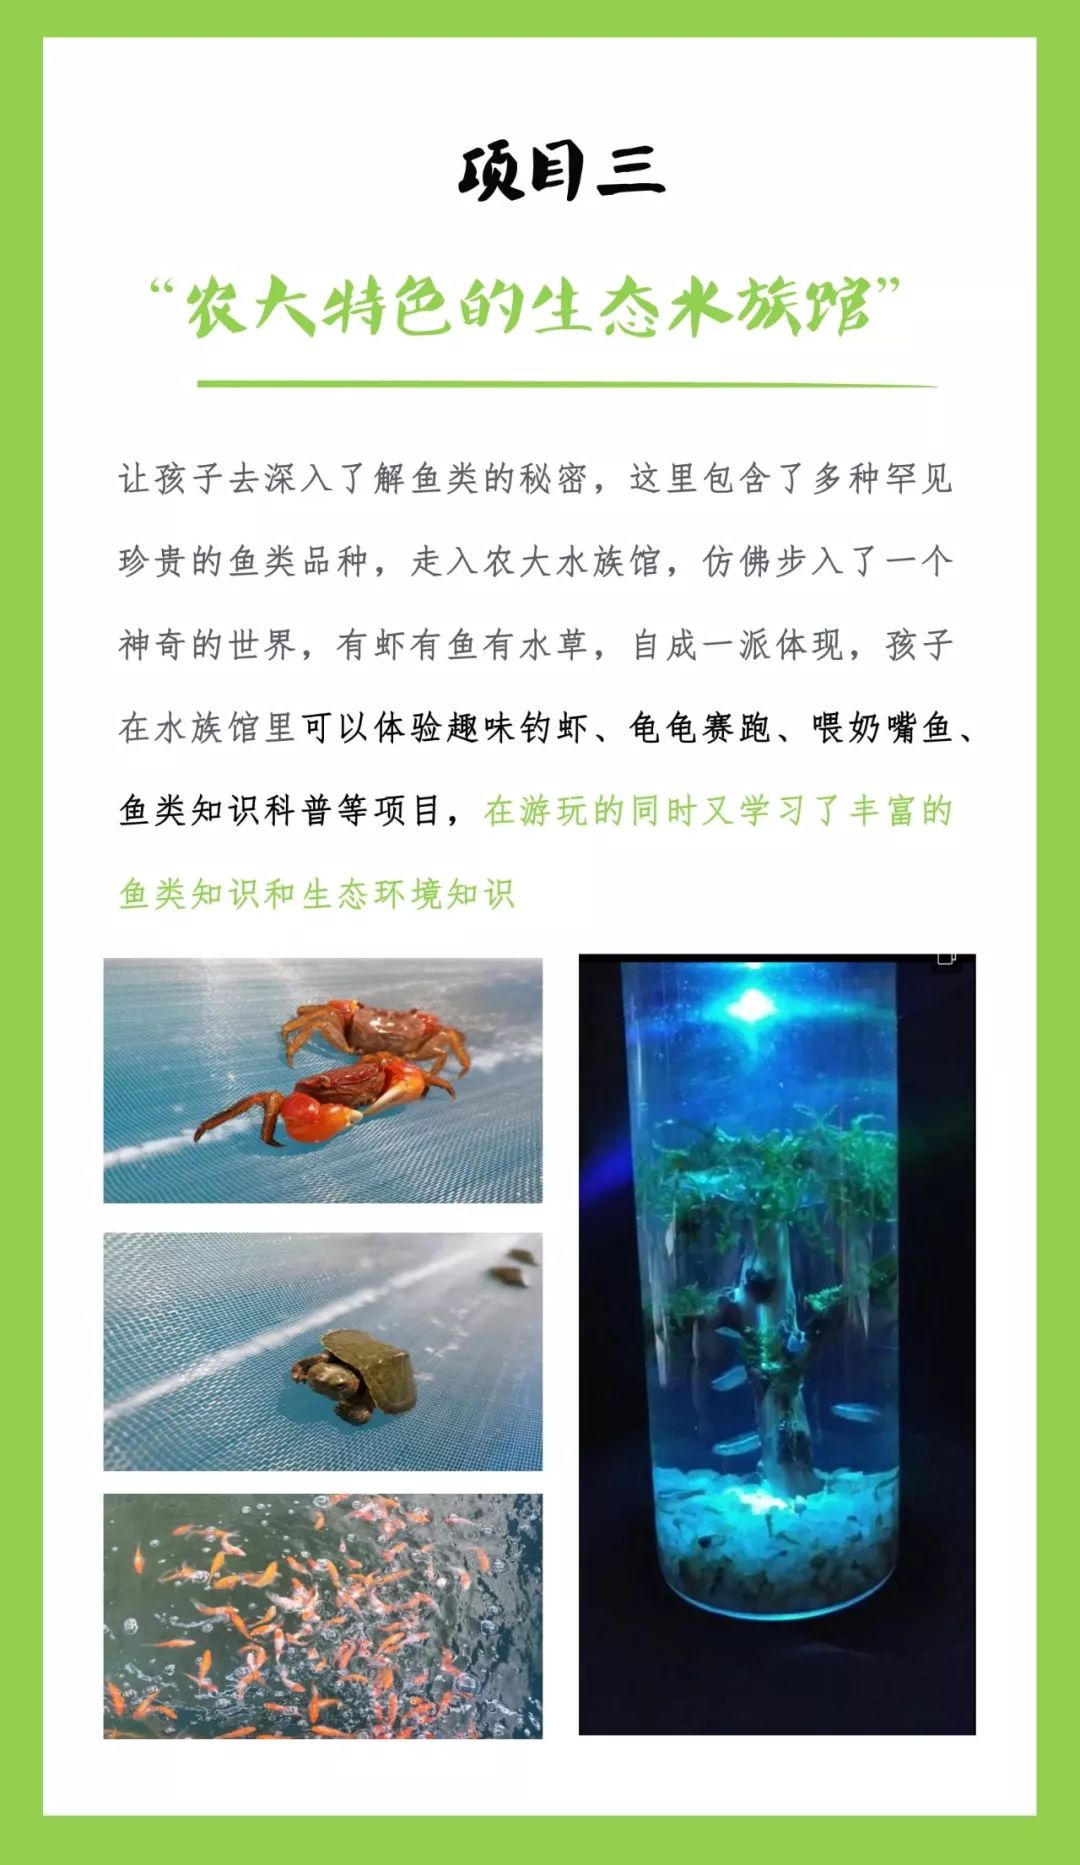 项目三
“农大特色的生态水族馆”
让孩子去深入了解鱼类的秘密，这里包含了多种罕见
珍贵的鱼类品种，走入农大水族馆，仿佛步入了一个
神奇的世界，有虾有鱼有水草，自成一派体现，孩子
在水族馆里可以体验趣味钓虾、龟龟赛跑、喂奶嘴鱼、
鱼类知识科普等项目，在游玩的同时又学习了丰富的
鱼类知识和生态环境知识